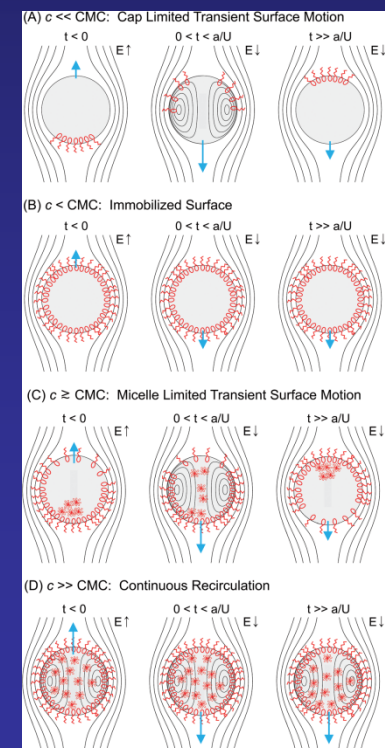 (A) c << CMC: Cap Limited Transient Surface Motion
t < 0 0 < t < a/U t >> a/U
E↑ E↓ E↓
(B) c < CMC: Immobilized Surface
t < 0 0 < t < a/U t >> a/U
E↑ E↓ E↓
(C) c ≳ CMC: Micelle Limited Transient Surface Motion
t < 0 0 < t < a/U t >> a/U
E↑ E↓ E↓
(D) c >> CMC: Continuous Recirculation
t < 0 0 < t < a/U t >> a/U
E↑ E↓ E↓